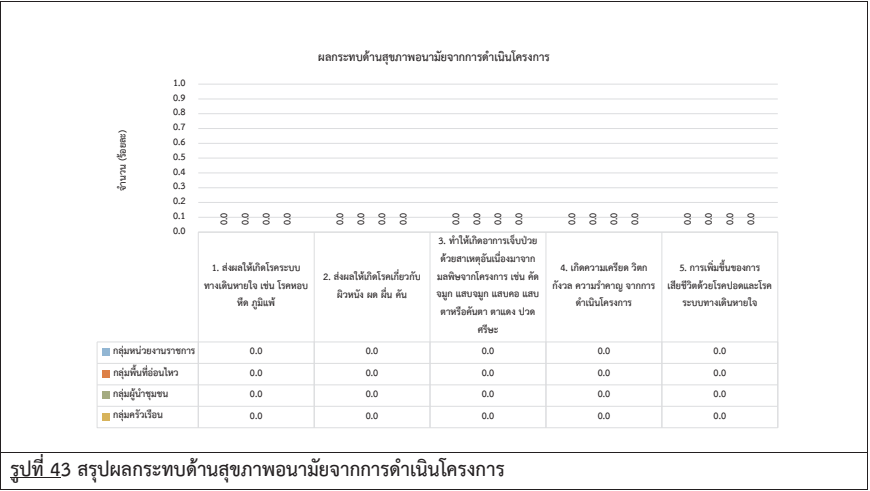 ผลกระทบด้านสุขภาพอนามัยจากการดำเนินโครงการ
จำนวน (ร้อยละ)
1.0
0.9
0.8
0.7
0.6
0.5
0.4
0.3
0.2
0.1
0.0
0.0 0.0 0.0 0.0 0.0 0.0 0.0 0.0 0.0 0.0 0.0 0.0 0.0 0.0 0.0 0.0 0.0 0.0 0.0 0.0
1. ส่งผลให้เกิดโรคระบบ
ทางเดินหายใจ เช่น โรคหอบ
หืด ภูมิแพ้
2. ส่งผลให้เกิดโรคเกี่ยวกับ
ผิวหนัง ผด ผื่น คัน
3. ทำให้เกิดอาการเจ็บป่วย
ด้วยสาเหตุอันเนื่องมาจาก
มลพิษจากโครงการ เช่น คัด
จมูก แสบจมูก แสบคอ แสบ
ตาหรือคันตา ตาแดง ปวด
ศรีษะ
4. เกิดความเครียด วิตก
กังวล ความรำคาญ จากการ
ดำเนินโครงการ
5. การเพิ่มขึ้นของการ
เสียชีวิตด้วยโรคปอดและโรค
ระบบทางเดินหายใจ
กลุ่มหน่วยงานราชการ 0.0 0.0 0.0 0.0 0.0
กลุ่มพื้นที่อ่อนไหว 0.0 0.0 0.0 0.0 0.0
กลุ่มผู้นำชุมชน 0.0 0.0 0.0 0.0 0.0
กลุ่มครัวเรือน 0.0 0.0 0.0 0.0 0.0
รูปที่ 43 สรุปผลกระทบด้านสุขภาพอนามัยจากการดำเนินโครงการ